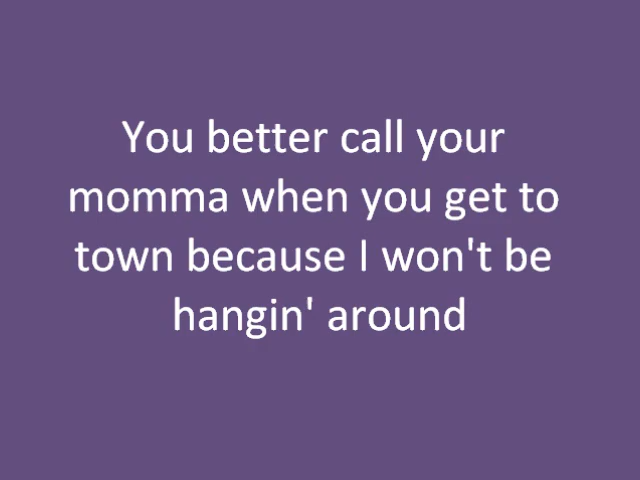 You better call your
momma when you get to
town because I won't be
hangin' around